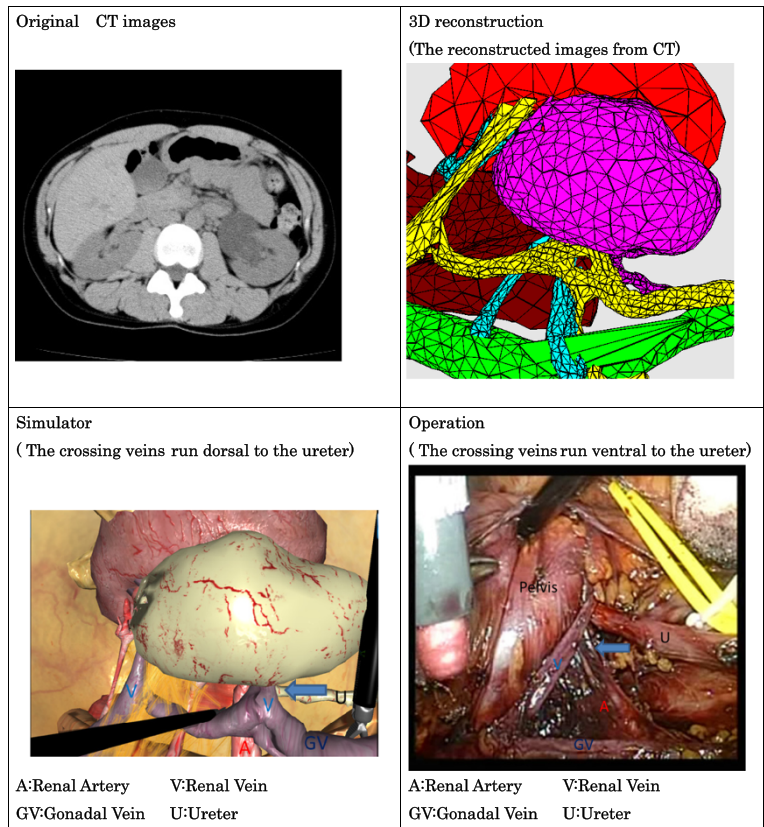 Original CT images
3D reconstruction
(The reconstructed images from CT)
Simulator
( The crossing veins run dorsal to the ureter)
Operation
( The crossing veins run ventral to the ureter)
V
V
U
A
GV
Pelvis
U
V
A
GV
A:Renal Artery V:Renal Vein
GV:Gonadal Vein U:Ureter
A:Renal Artery V:Renal Vein
GV:Gonadal Vein U:Ureter